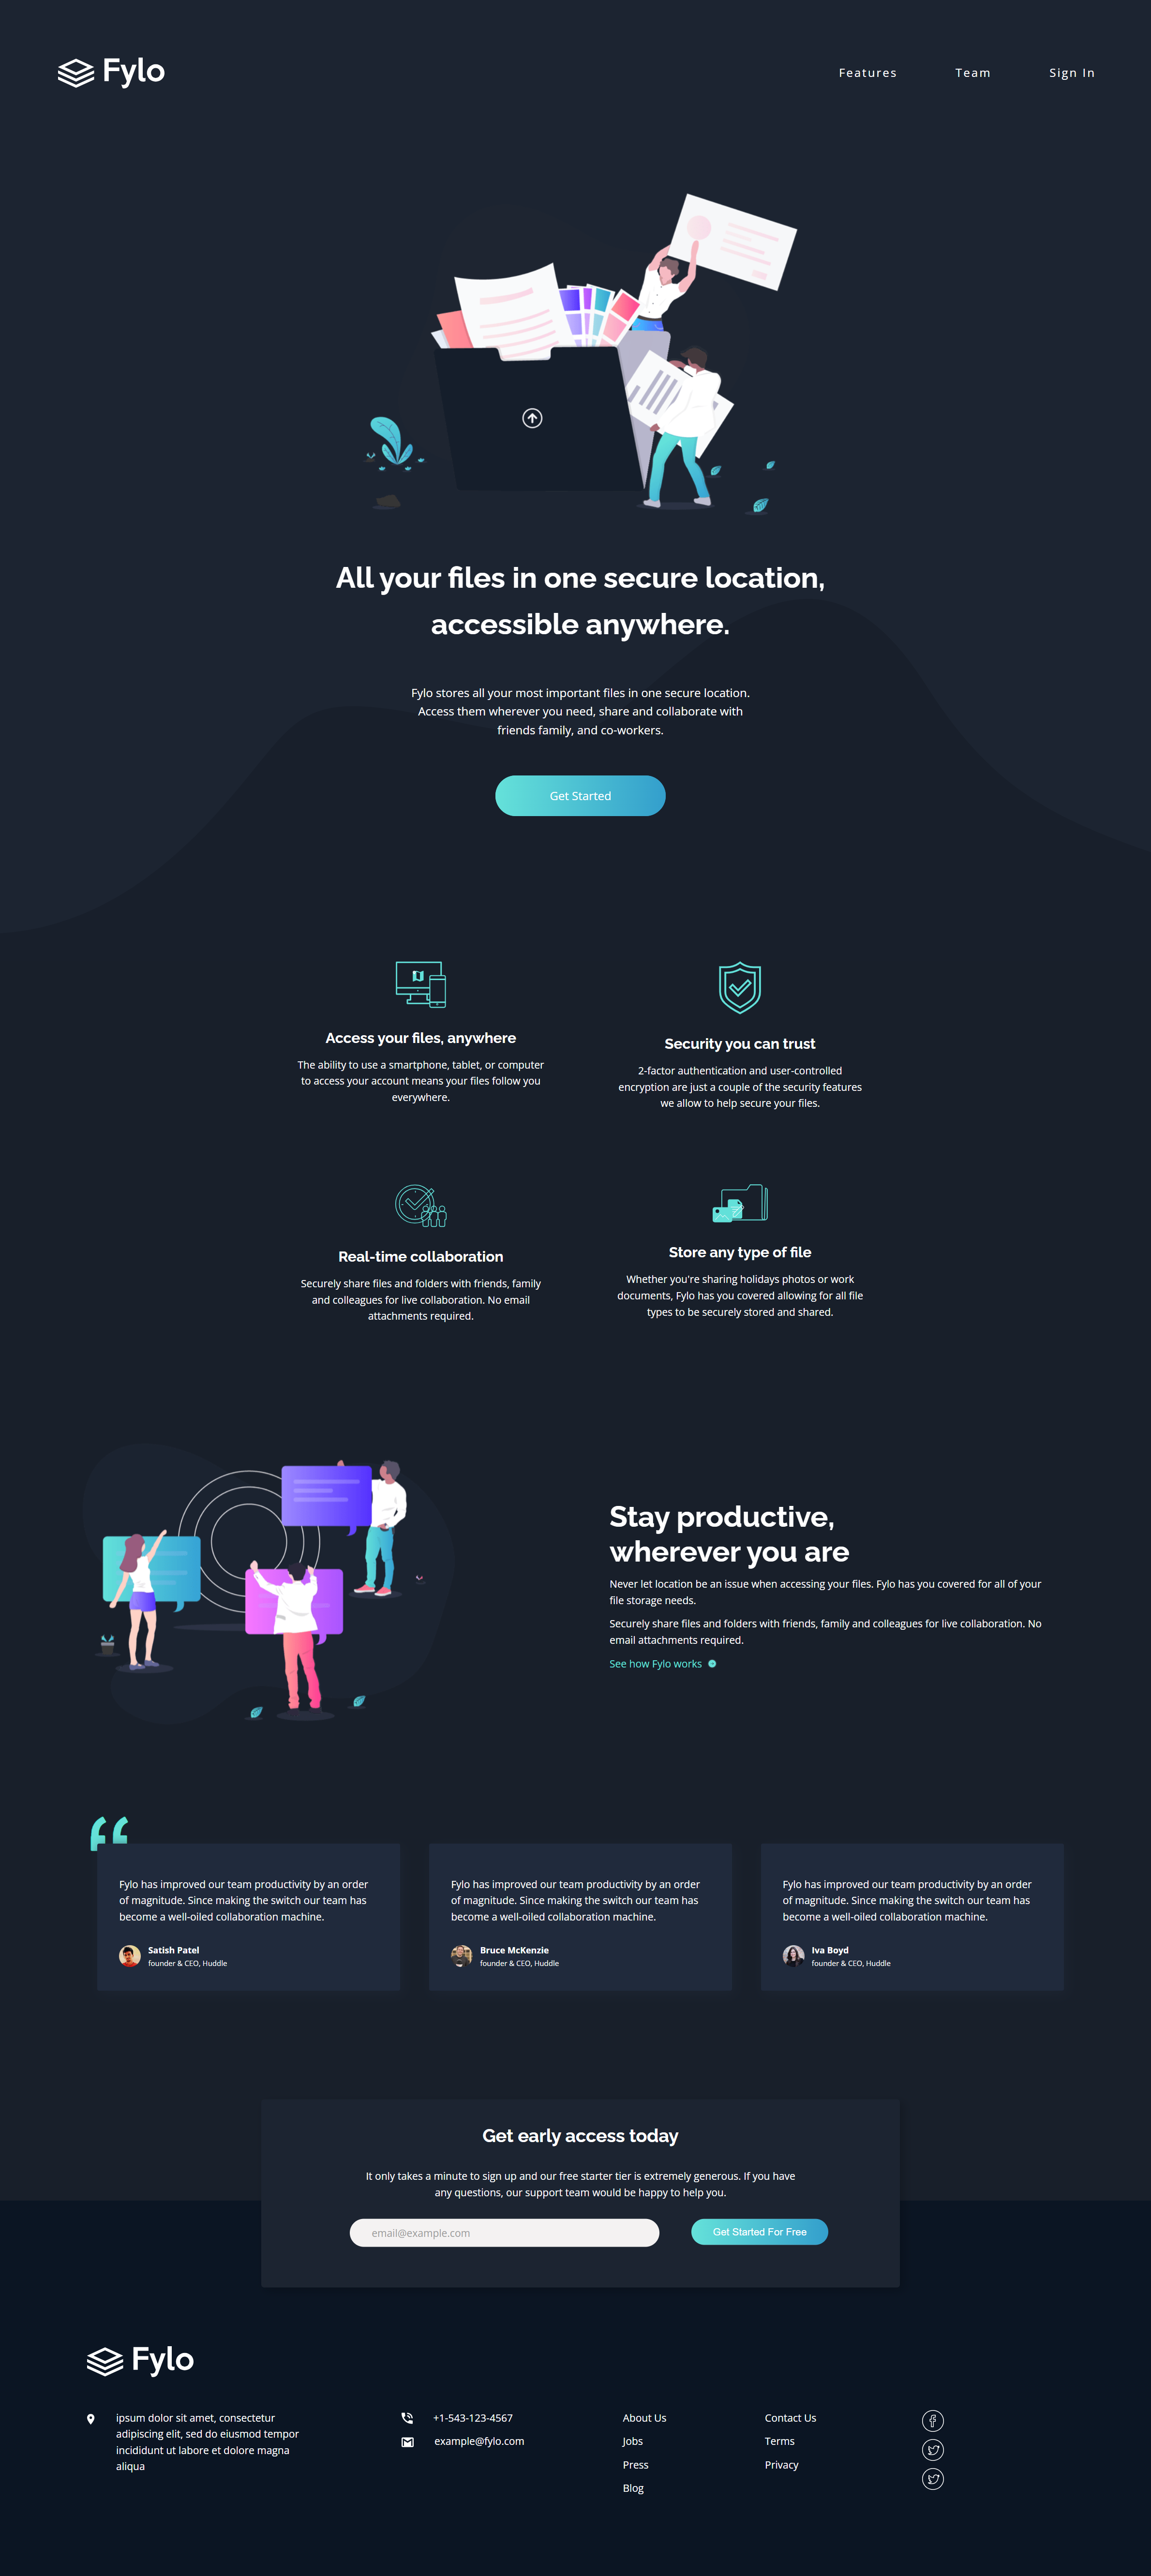 Fylo
Features
Team
Sign In
All your files in one secure location,
accessible anywhere.
Fylo stores all your most important files in one secure location.
Access them wherever you need, share and collaborate with
friends family, and co-workers.
Get Started
Access your files, anywhere
The ability to use a smartphone, tablet, or computer
to access your account means your files follow you
everywhere.
Security you can trust
2-factor authentication and user-controlled
encryption are just a couple of the security features
we allow to help secure your files.
Real-time collaboration
Securely share files and folders with friends, family
and colleagues for live collaboration. No email
attachments required.
Store any type of file
Whether you're sharing holidays photos or work
documents, Fylo has you covered allowing for all file
types to be securely stored and shared.
Stay productive,
wherever you are
Never let location be an issue when accessing your files. Fylo has you covered for all of your
file storage needs.
Securely share files and folders with friends, family and colleagues for live collaboration. No
email attachments required.
See how Fylo works
Fylo has improved our team productivity by an order
of magnitude. Since making the switch our team has
become a well-oiled collaboration machine.
Satish Patel
founder & CEO, Huddle
Fylo has improved our team productivity by an order
of magnitude. Since making the switch our team has
become a well-oiled collaboration machine.
Bruce McKenzie
founder & CEO, Huddle
Fylo has improved our team productivity by an order
of magnitude. Since making the switch our team has
become a well-oiled collaboration machine.
Iva Boyd
founder & CEO, Huddle
Get early access today
It only takes a minute to sign up and our free starter tier is extremely generous. If you have
any questions, our support team would be happy to help you.
email@example.com
Get Started For Free
Fylo
ipsum dolor sit amet, consectetur
adipiscing elit, sed do eiusmod tempor
incididunt ut labore et dolore magna
aliqua
+1-543-123-4567
example@fylo.com
About Us
Jobs
Press
Blog
Contact Us
Terms
Privacy